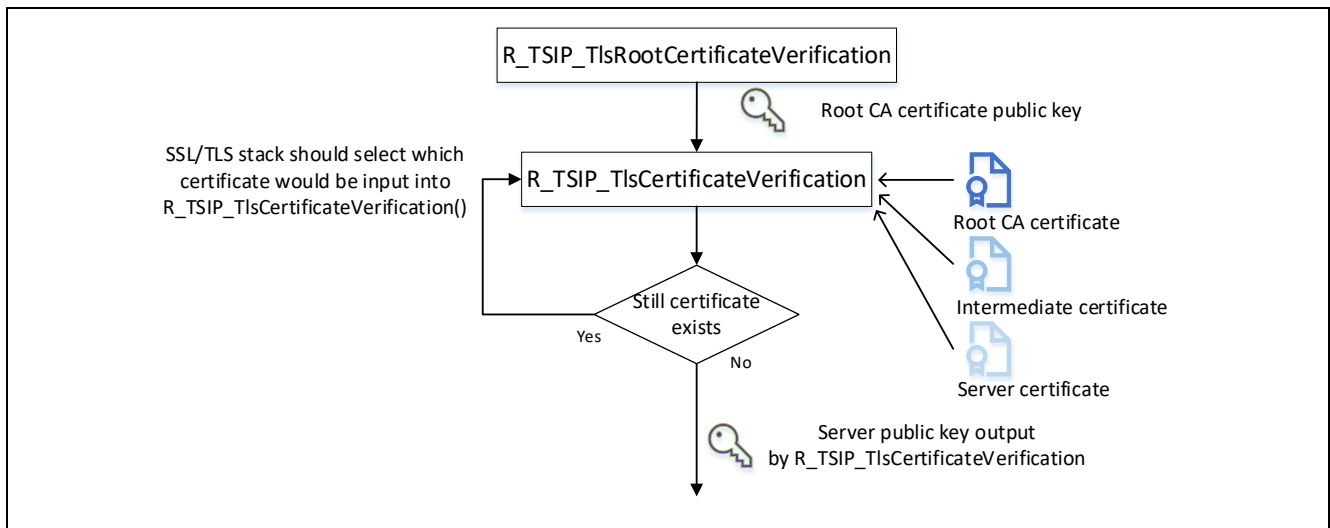 R_TSIP_TlsRootCertificateVerification
Root CA certificate public key
SSL/TLS stack should select which
certificate would be input into
R_TSIP_TlsCertificateVerification()
R_TSIP_TlsCertificateVerification
Root CA certificate
Intermediate certificate
Server certificate
Still certificate
exists
Yes
No
Server public key output
by R_TSIP_TlsCertificateVerification